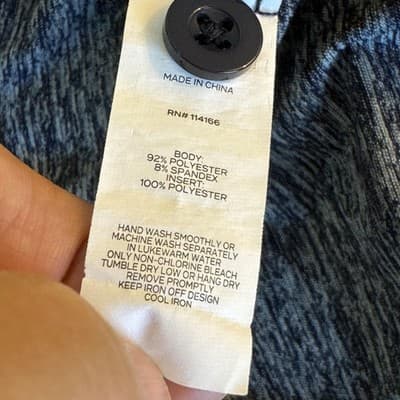 MADE IN CHINA
RN# 114166
BODY:
92% POLYESTER
8% SPANDEX
INSERT:
100% POLYESTER
HAND WASH SMOOTHLY OR
MACHINE WASH SEPARATELY
IN LUKEWARM WATER
ONLY NON-CHLORINE BLEACH
TUMBLE DRY LOW OR HANG DRY
REMOVE PROMPTLY
KEEP IRON OFF DESIGN
COOL IRON